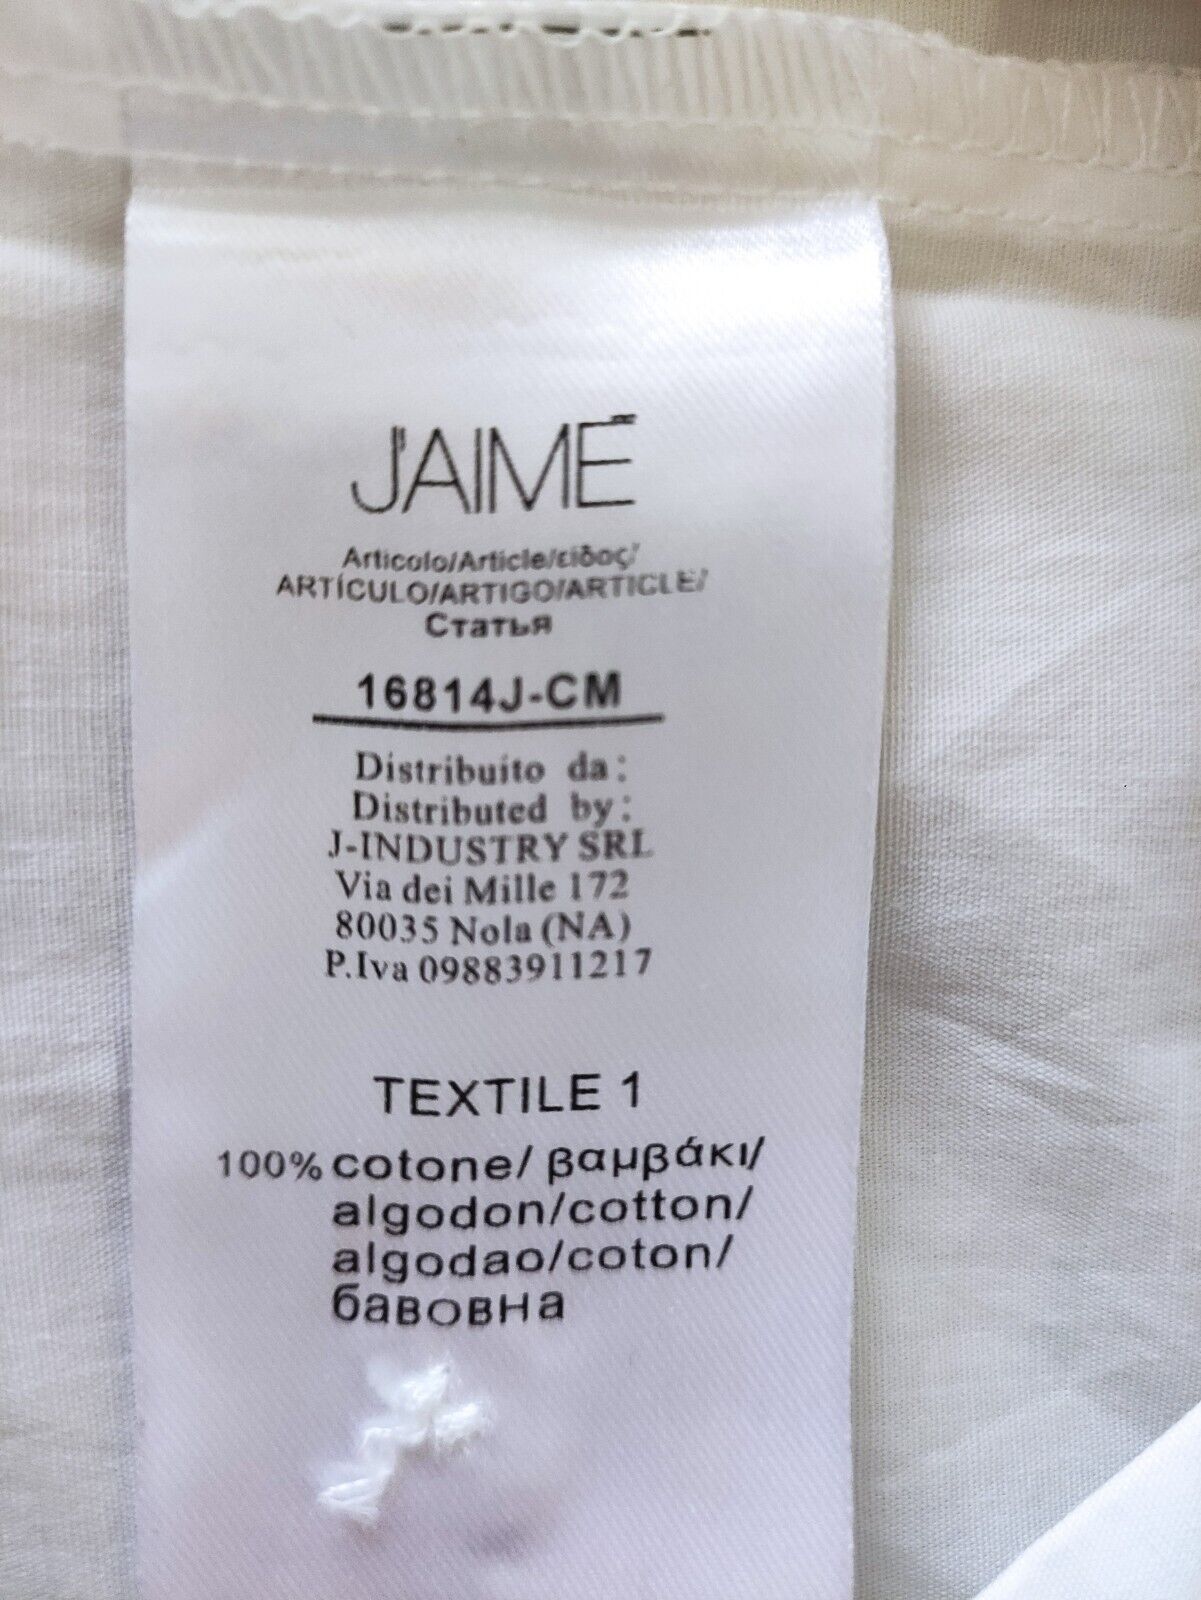 J'AIMÉ
Articolo/Article/είδος/
ARTÍCULO/ARTIGO/ARTICLE/
Статья
16814J-CM
Distribuito da:
Distributed by:
J-INDUSTRY SRL
Via dei Mille 172
80035 Nola (NA)
P.Iva 09883911217
TEXTILE 1
100% cotone/ βαμβάκι/
algodon/cotton/
algodao/coton/
бавовна